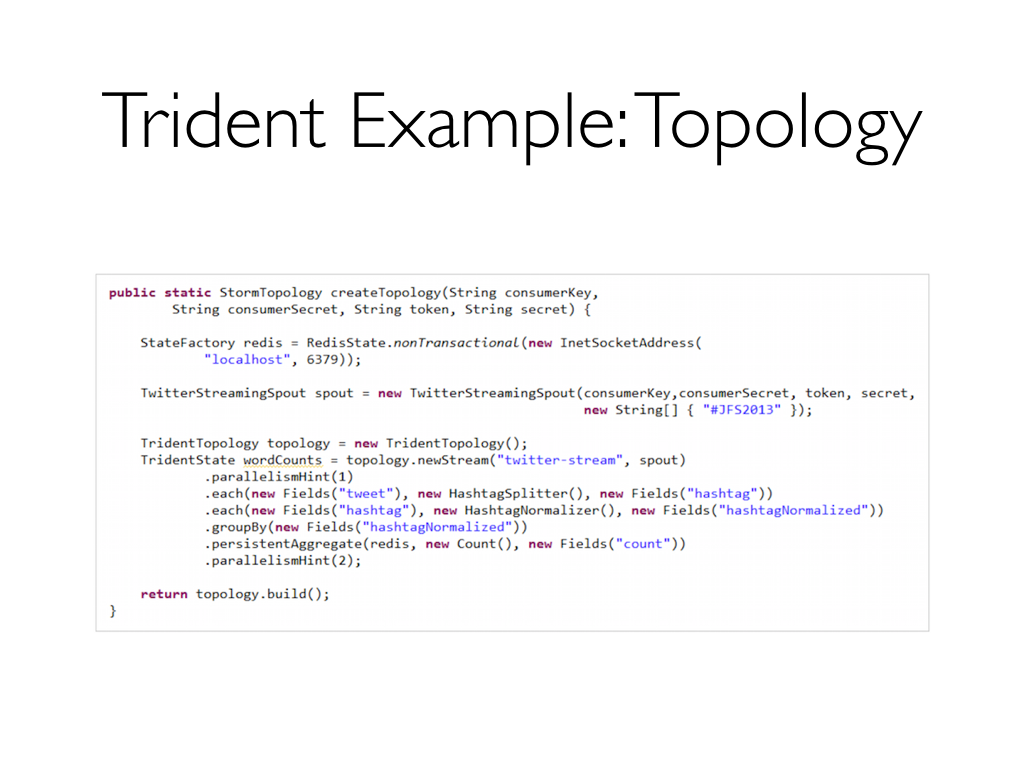 Trident Example: Topology
public static StormTopology createTopology(String consumerKey,
        String consumerSecret, String token, String secret) {
    StateFactory redis = RedisState.nonTransactional(new InetSocketAddress(
            "localhost", 6379));
    TwitterStreamingSpout spout = new TwitterStreamingSpout(consumerKey,consumerSecret, token, secret,
                                                            new String[] { "#JFS2013" });
    TridentTopology topology = new TridentTopology();
    TridentState wordCounts = topology.newStream("twitter-stream", spout)
            .parallelismHint(1)
            .each(new Fields("tweet"), new HashtagSplitter(), new Fields("hashtag"))
            .each(new Fields("hashtag"), new HashtagNormalizer(), new Fields("hashtagNormalized"))
            .groupBy(new Fields("hashtagNormalized"))
            .persistentAggregate(redis, new Count(), new Fields("count"))
            .parallelismHint(2);
    return topology.build();
}